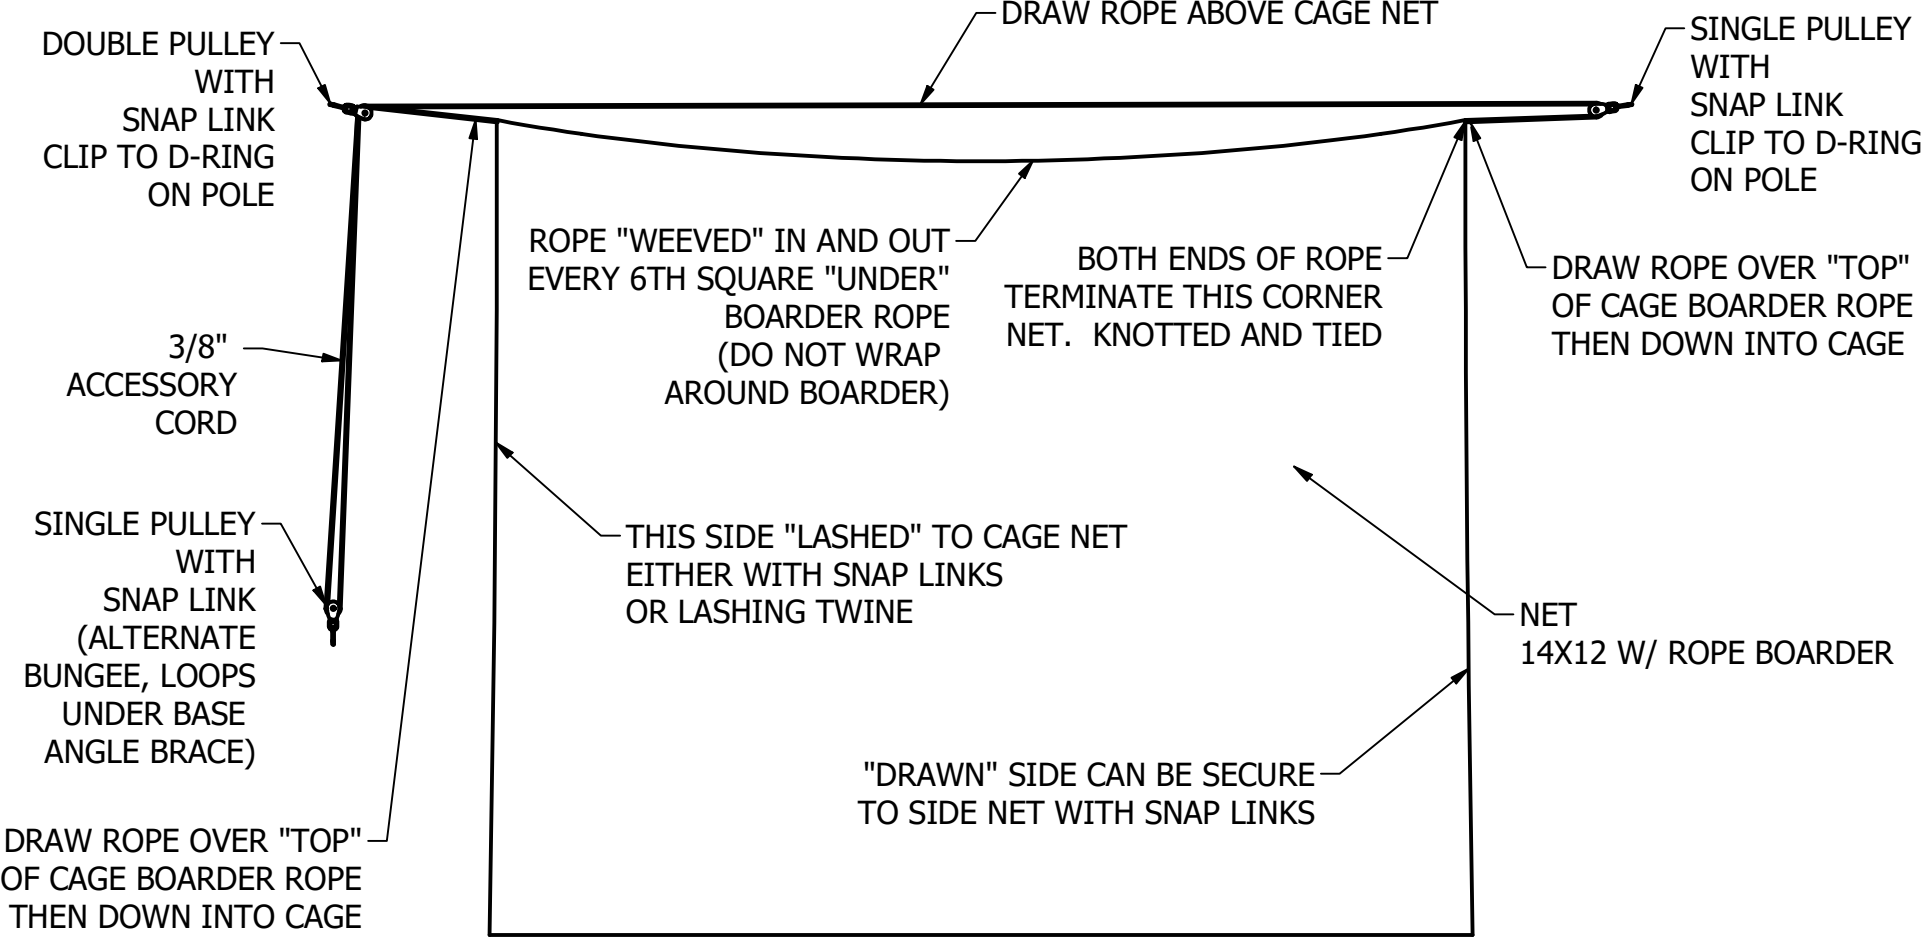 DRAW ROPE ABOVE CAGE NET
DOUBLE PULLEY
WITH
SNAP LINK
CLIP TO D-RING
ON POLE
SINGLE PULLEY
WITH
SNAP LINK
CLIP TO D-RING
ON POLE
ROPE "WEEVED" IN AND OUT
EVERY 6TH SQUARE "UNDER"
BOARDER ROPE
(DO NOT WRAP
AROUND BOARDER)
BOTH ENDS OF ROPE
TERMINATE THIS CORNER
NET. KNOTTED AND TIED
DRAW ROPE OVER "TOP"
OF CAGE BOARDER ROPE
THEN DOWN INTO CAGE
3/8"
ACCESSORY
CORD
SINGLE PULLEY
WITH
SNAP LINK
(ALTERNATE
BUNGEE, LOOPS
UNDER BASE
ANGLE BRACE)
THIS SIDE "LASHED" TO CAGE NET
EITHER WITH SNAP LINKS
OR LASHING TWINE
NET
14X12 W/ ROPE BOARDER
"DRAWN" SIDE CAN BE SECURE
TO SIDE NET WITH SNAP LINKS
DRAW ROPE OVER "TOP"
OF CAGE BOARDER ROPE
THEN DOWN INTO CAGE